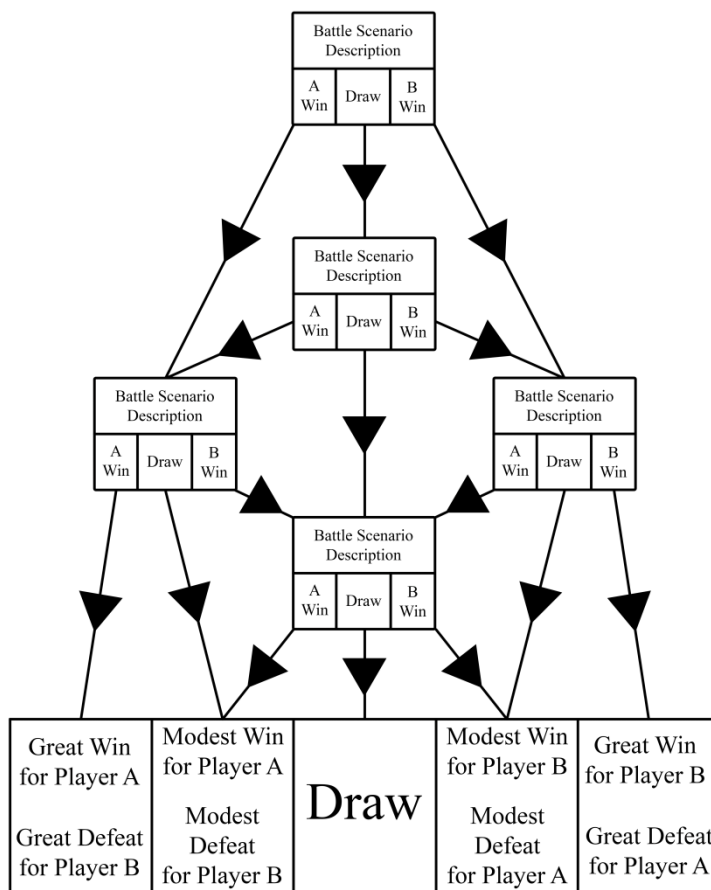 Battle Scenario
Description
A
Win
Draw
B
Win
Battle Scenario
Description
A
Win
Draw
B
Win
Battle Scenario
Description
A
Win
Draw
B
Win
Battle Scenario
Description
A
Win
Draw
B
Win
Battle Scenario
Description
A
Win
Draw
B
Win
Great Win
for Player A
Great Defeat
for Player B
Modest Win
for Player A
Modest
Defeat
for Player B
Draw
Modest Win
for Player B
Modest
Defeat
for Player A
Great Win
for Player B
Great Defeat
for Player A